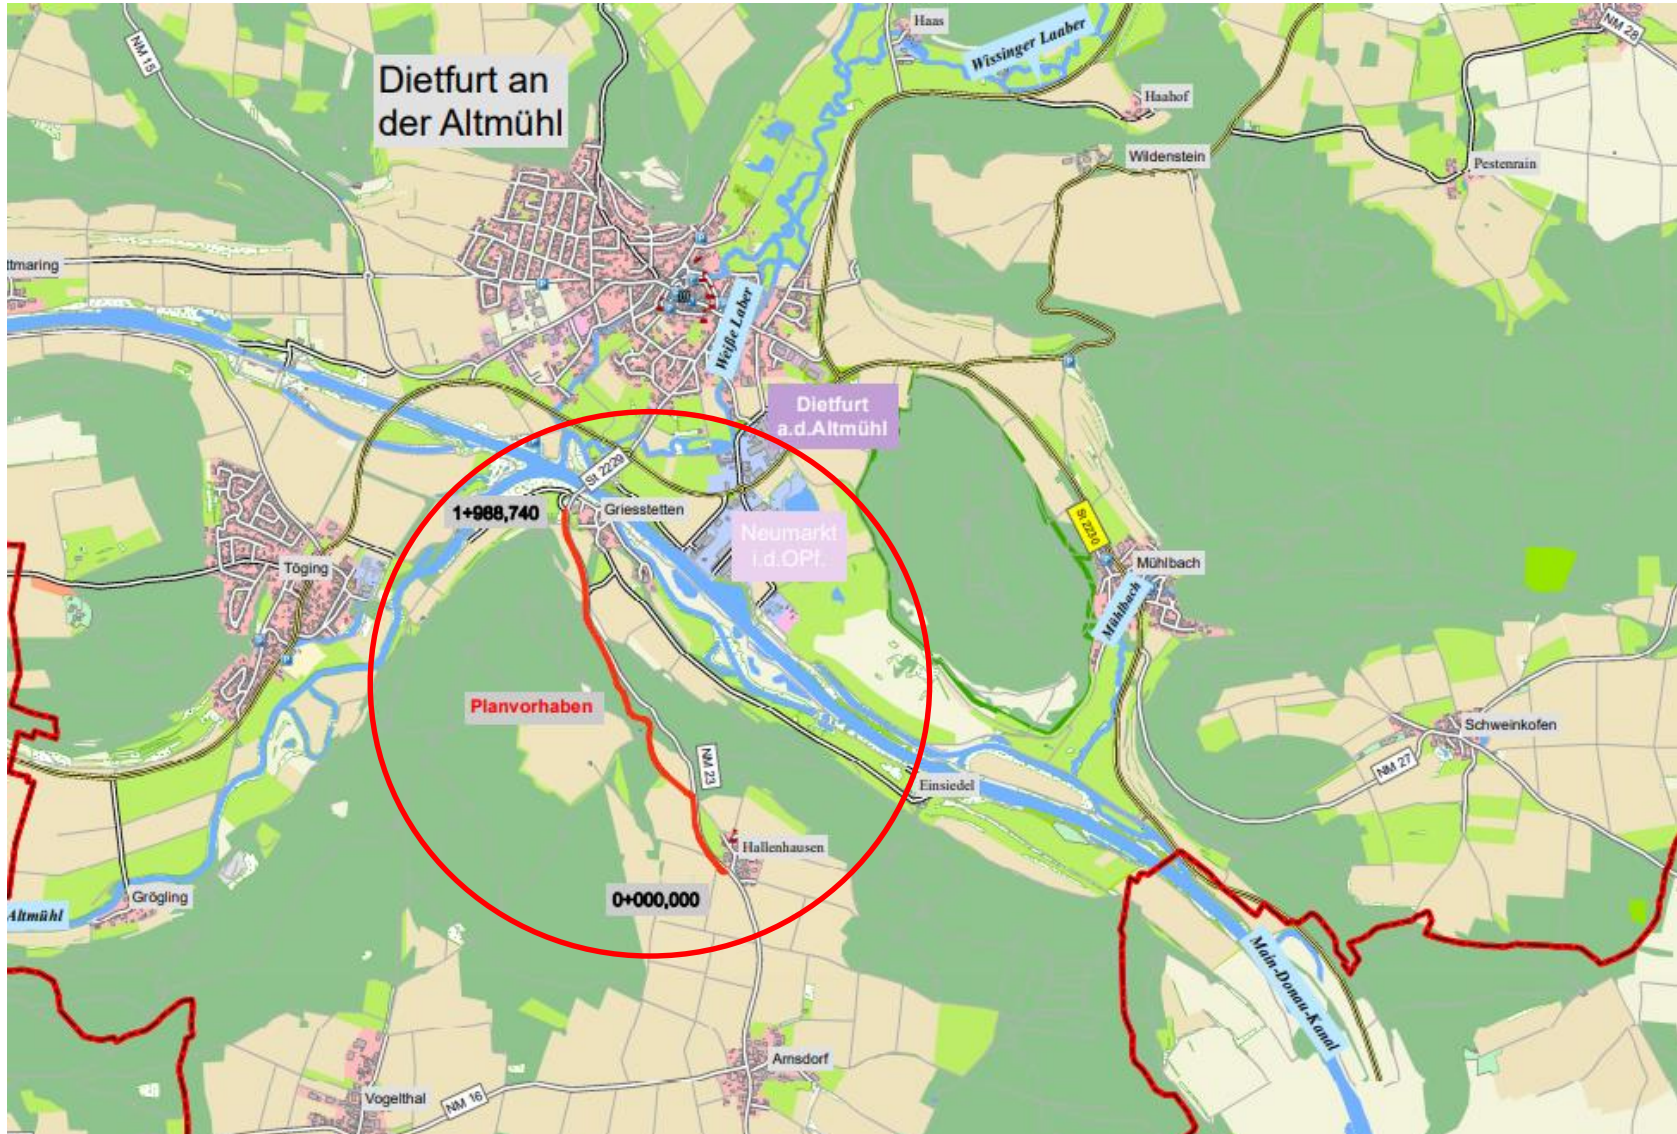 Haas
NM 15
NM 28
Wissinger Laaber
Dietfurt an
der Altmühl
Haahof
Wildenstein
Pestenrain
ttmaring
Weiße Laber
Dietfurt
a.d.Altmühl
St 2229
1+988,740
Griesstetten
St 2230
Neumarkt
i.d.OPf.
Töging
Mühlbach
Mühlbach
Planvorhaben
Schweinkofen
NM 23
NM 27
Einsiedel
Hallenhausen
Grögling
0+000,000
Altmühl
Main-Donau-Kanal
Arnsdorf
Vogelthal
NM 16